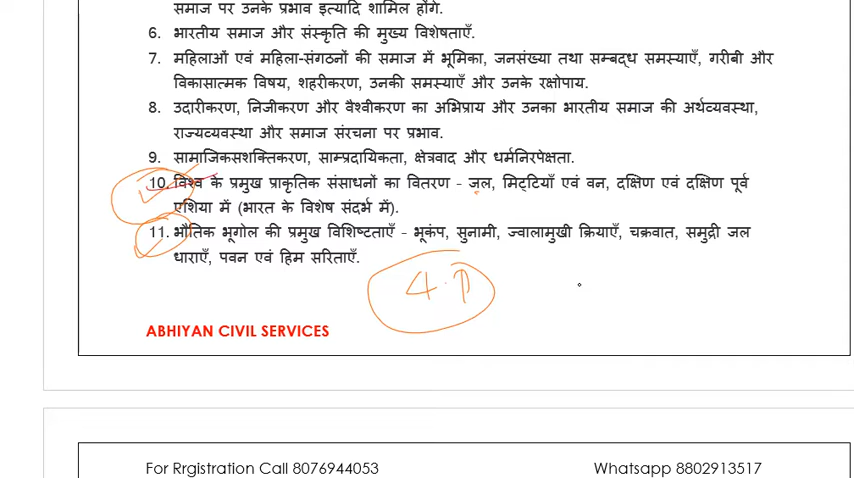 समाज पर उनके प्रभाव इत्यादि शामिल होंगे.
6. भारतीय समाज और संस्कृति की मुख्य विशेषताएँ.
7. महिलाओं एवं महिला-संगठनों की समाज में भूमिका, जनसंख्या तथा सम्बद्ध समस्याएँ, गरीबी और
विकासात्मक विषय, शहरीकरण, उनकी समस्याएँ और उनके रक्षोपाय.
8. उदारीकरण, निजीकरण और वैश्वीकरण का अभिप्राय और उनका भारतीय समाज की अर्थव्यवस्था,
राज्यव्यवस्था और समाज संरचना पर प्रभाव.
9. सामाजिकसशक्तिकरण, साम्प्रदायिकता, क्षेत्रवाद और धर्मनिरपेक्षता.
10. विश्व के प्रमुख प्राकृतिक संसाधनों का वितरण - जल, मिट्टियाँ एवं वन, दक्षिण एवं दक्षिण पूर्व
एशिया में (भारत के विशेष संदर्भ में).
11. भौतिक भूगोल की प्रमुख विशिष्टताएँ - भूकंप, सुनामी, ज्वालामुखी क्रियाएँ, चक्रवात, समुद्री जल
धाराएँ, पवन एवं हिम सरिताएँ.
ABHIYAN CIVIL SERVICES
For Rrgistration Call 8076944053
Whatsapp 8802913517